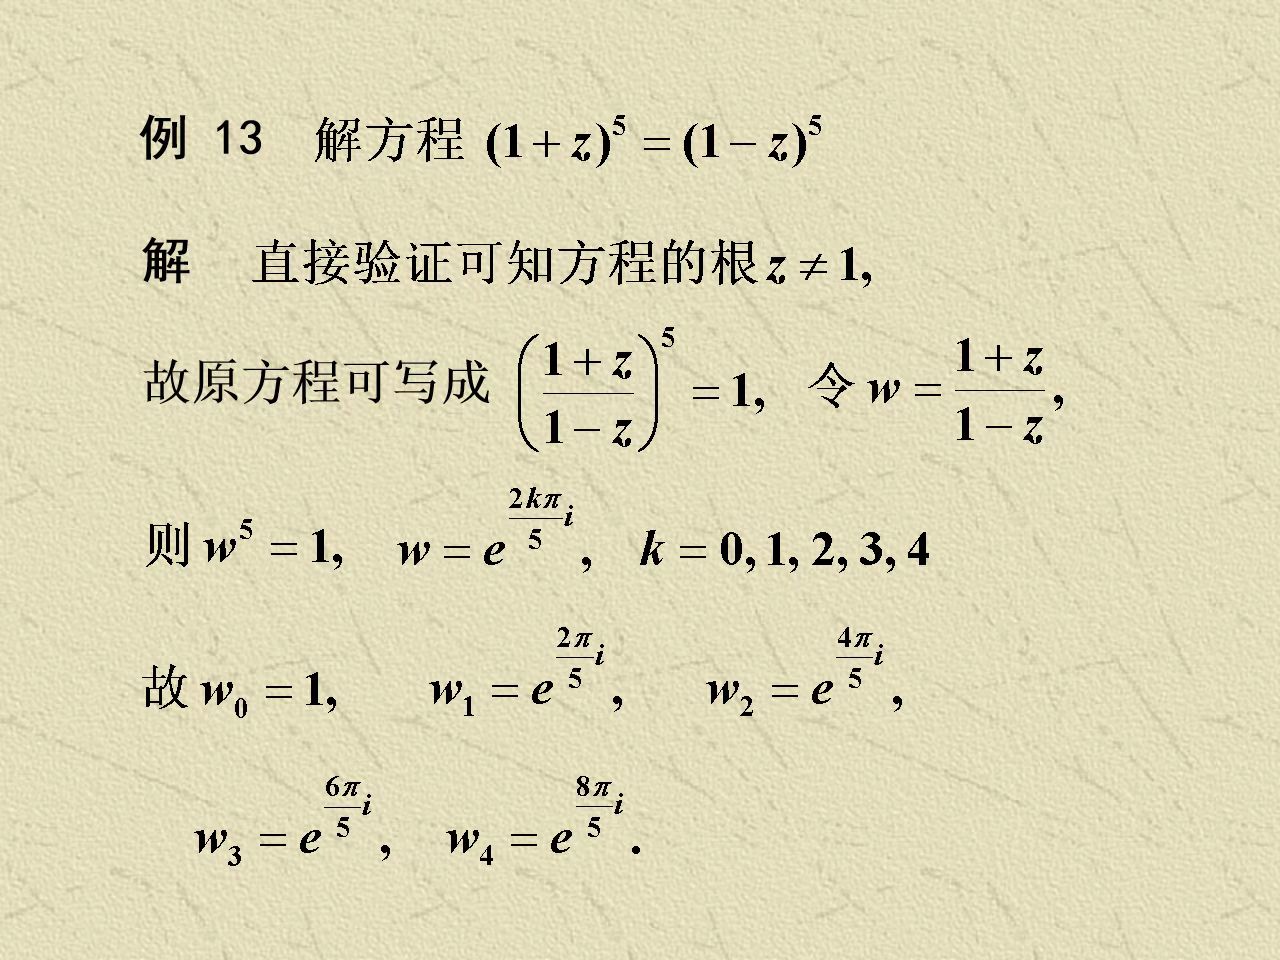 例 13 解方程 $(1+z)^5=(1-z)^5$
解 直接验证可知方程的根 $z \neq 1,$
故原方程可写成 $\left(\frac{1+z}{1-z}\right)^5=1,$ 令 $w=\frac{1+z}{1-z},$
则 $w^5=1,$ $w=e^{\frac{2k\pi}{5}i},$ $k=0,1,2,3,4$
故 $w_0=1,$ $w_1=e^{\frac{2\pi}{5}i},$ $w_2=e^{\frac{4\pi}{5}i},$
$w_3=e^{\frac{6\pi}{5}i},$ $w_4=e^{\frac{8\pi}{5}i}.$